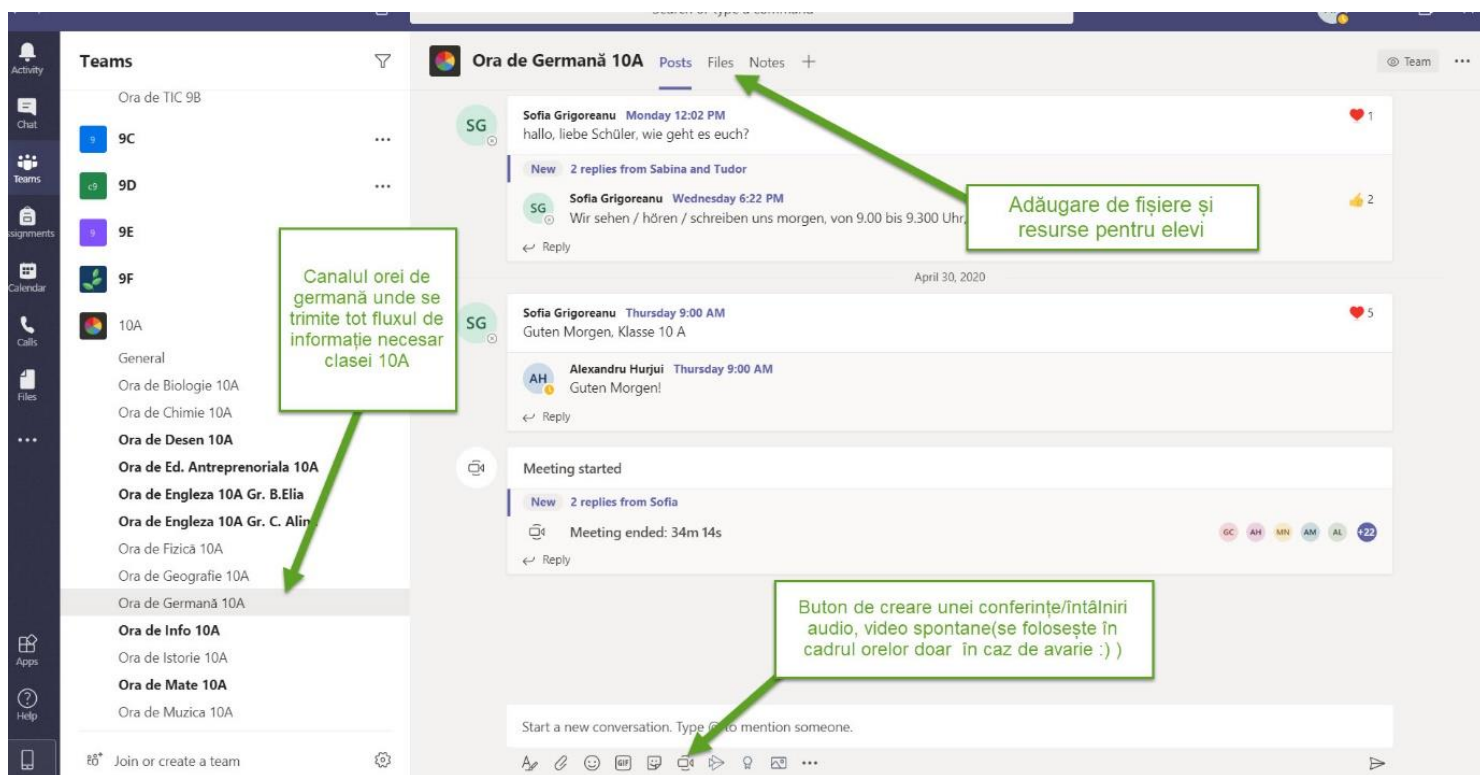 Search or type a command
Activity
Chat
Teams
ssignments
Calendar
Calls
Files
Apps
Help
Teams
Ora de TIC 9B
9 9C
c9 9D
9 9E
9F
10A
General
Ora de Biologie 10A
Ora de Chimie 10A
Ora de Desen 10A
Ora de Ed. Antreprenoriala 10A
Ora de Engleza 10A Gr. B.Elia
Ora de Engleza 10A Gr. C. Alin
Ora de Fizică 10A
Ora de Geografie 10A
Ora de Germană 10A
Ora de Info 10A
Ora de Istorie 10A
Ora de Mate 10A
Ora de Muzica 10A
Join or create a team
Canalul orei de
germană unde se
trimite tot fluxul de
informație necesar
clasei 10A
Ora de Germană 10A Posts Files Notes
Team
SG
Sofia Grigoreanu Monday 12:02 PM
1
hallo, liebe Schüler, wie geht es euch?
New 2 replies from Sabina and Tudor
SG
Sofia Grigoreanu Wednesday 6:22 PM
2
Wir sehen / hören / schreiben uns morgen, von 9.00 bis 9.300 Uhr,
Reply
Adăugare de fișiere și
resurse pentru elevi
April 30, 2020
SG
Sofia Grigoreanu Thursday 9:00 AM
5
Guten Morgen, Klasse 10 A
AH
Alexandru Hurjui Thursday 9:00 AM
Guten Morgen!
Reply
Meeting started
New 2 replies from Sofia
Meeting ended: 34m 14s
GC AH MN AM AL +22
Reply
Buton de creare unei conferințe/întâlniri
audio, video spontane(se folosește în
cadrul orelor doar în caz de avarie :) )
Start a new conversation. Type @ to mention someone.
GIF